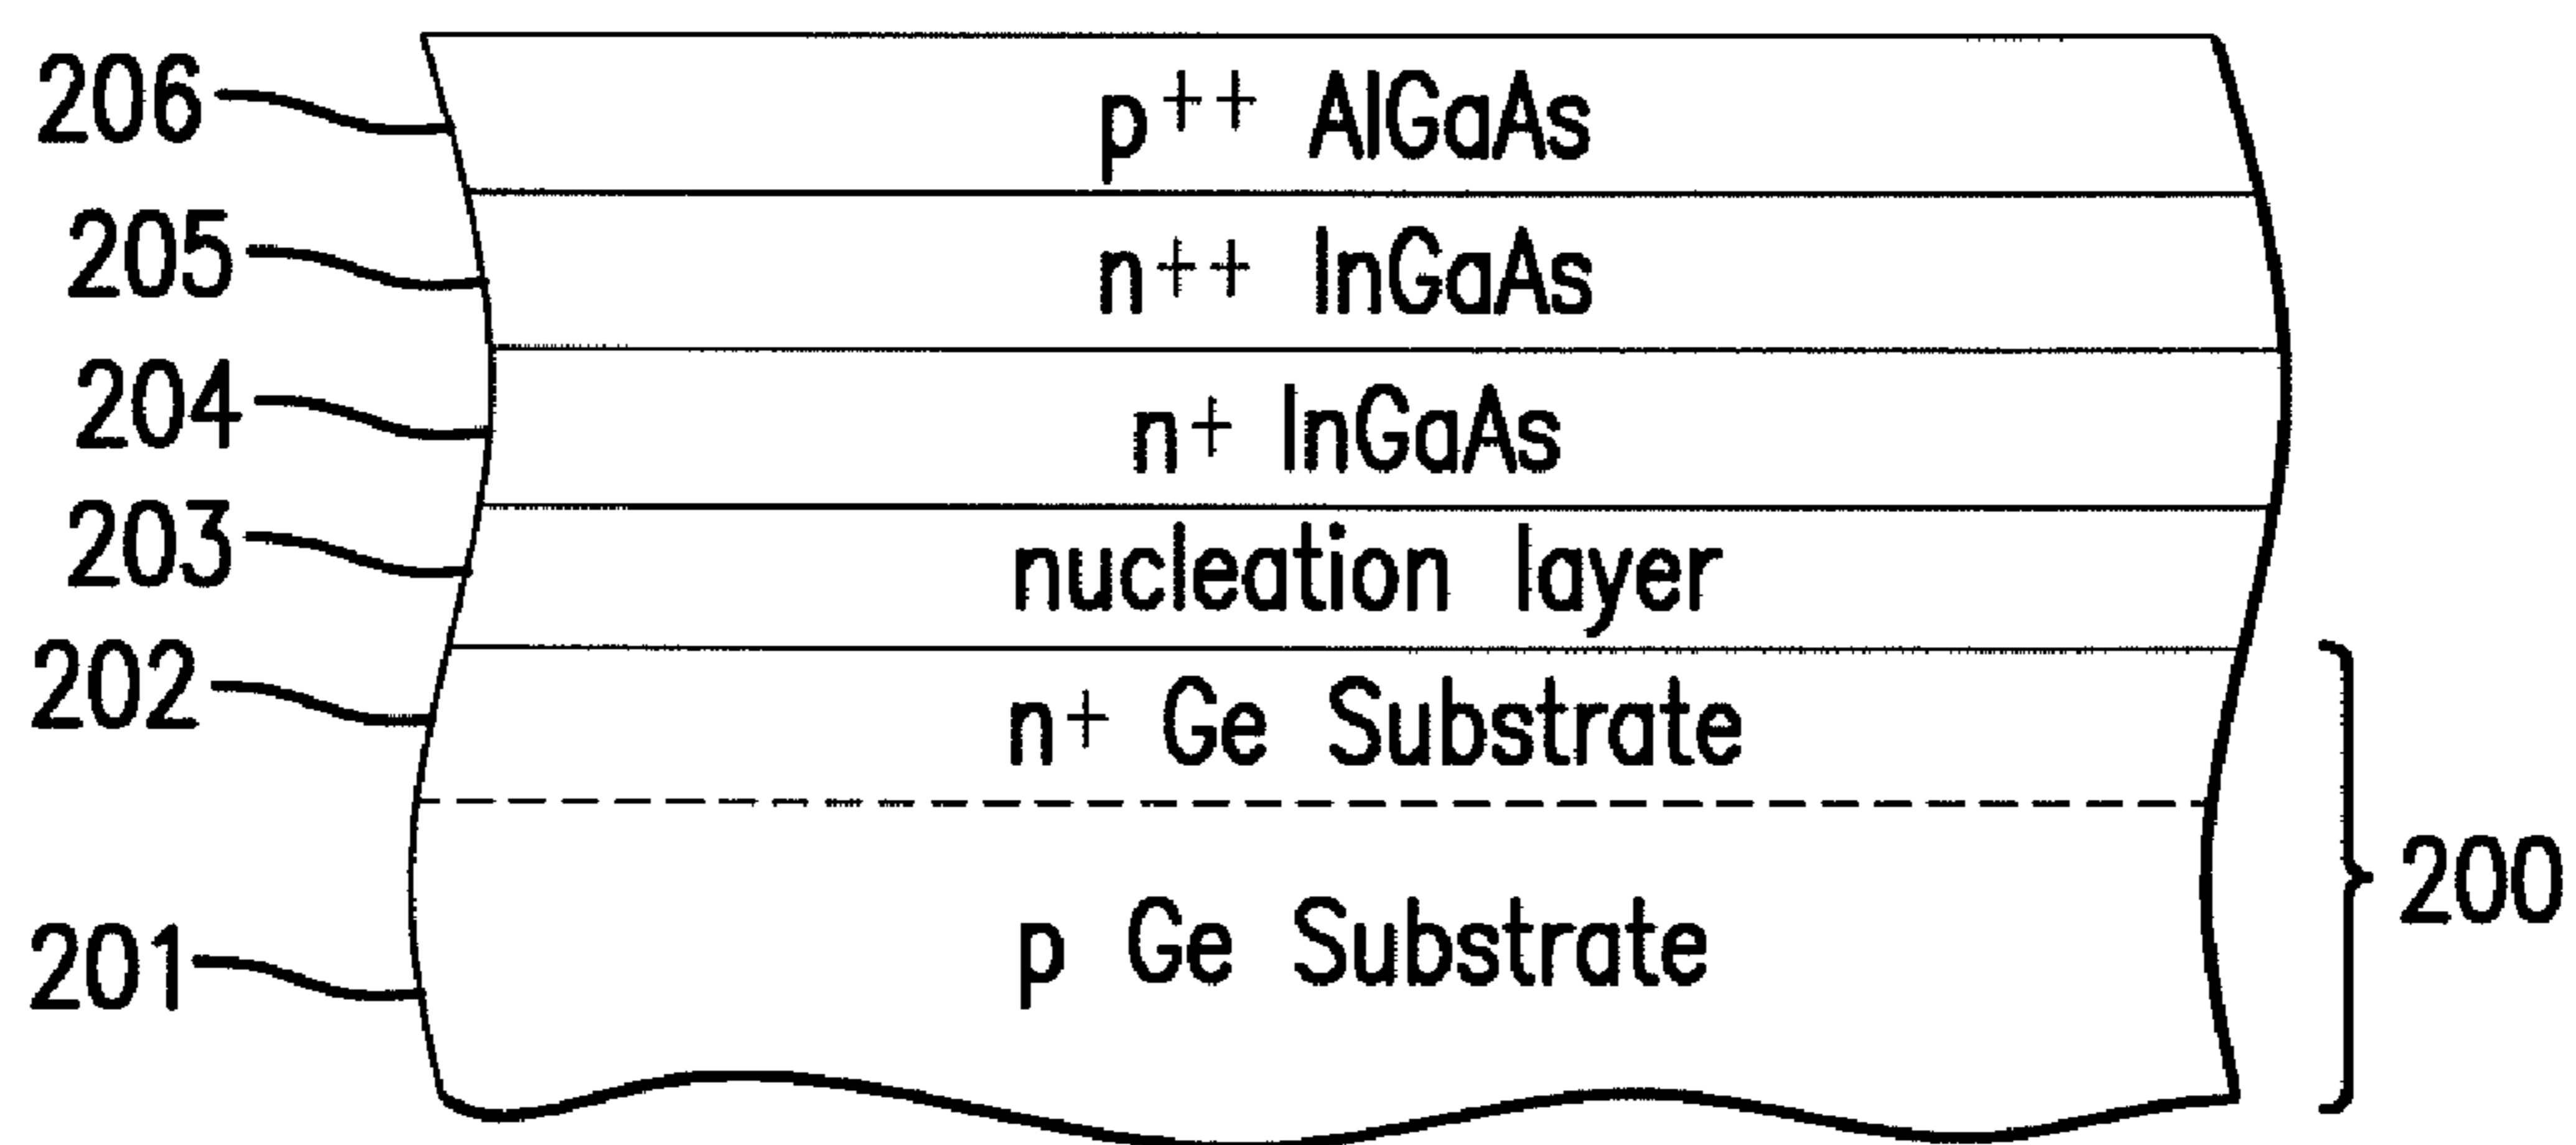 206 p++ AlGaAs
205 n++ InGaAs
204 n+ InGaAs
203 nucleation layer
202 n+ Ge Substrate
200
201 p Ge Substrate